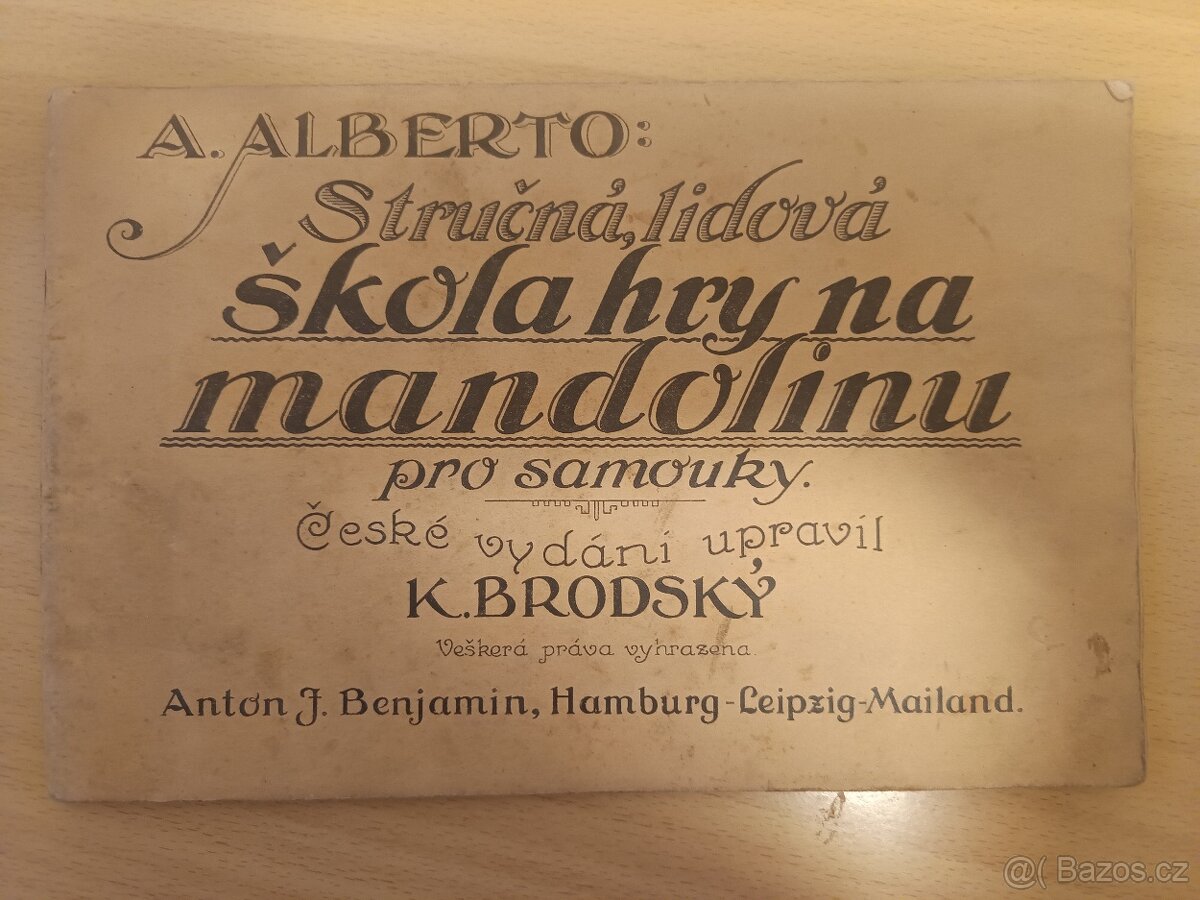 A. ALBERTO:
Stručná, lidová
škola hry na
mandolinu
pro samouky.
České vydání upravil
K. BRODSKÝ
Veškerá práva vyhrazena.
Anton J. Benjamin, Hamburg-Leipzig-Mailand.
@( Bazos.cz